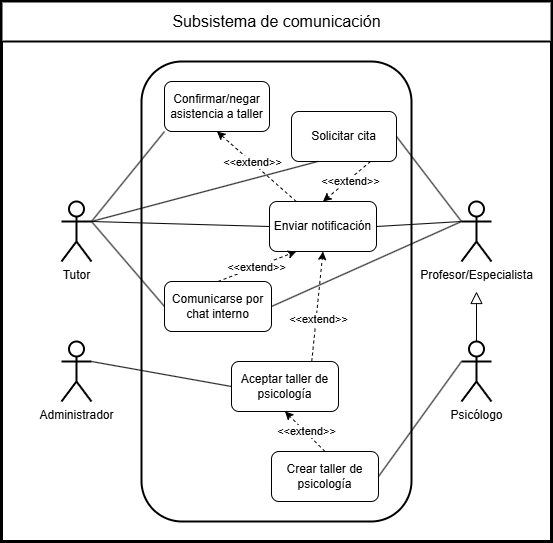 Subsistema de comunicación
Confirmar/negar
asistencia a taller
Solicitar cita
<<extend>>
<<extend>>
Enviar notificación
Tutor
Profesor/Especialista
<<extend>>
Comunicarse por
chat interno
<<extend>>
Aceptar taller de
psicología
Administrador
Psicólogo
<<extend>>
Crear taller de
psicología